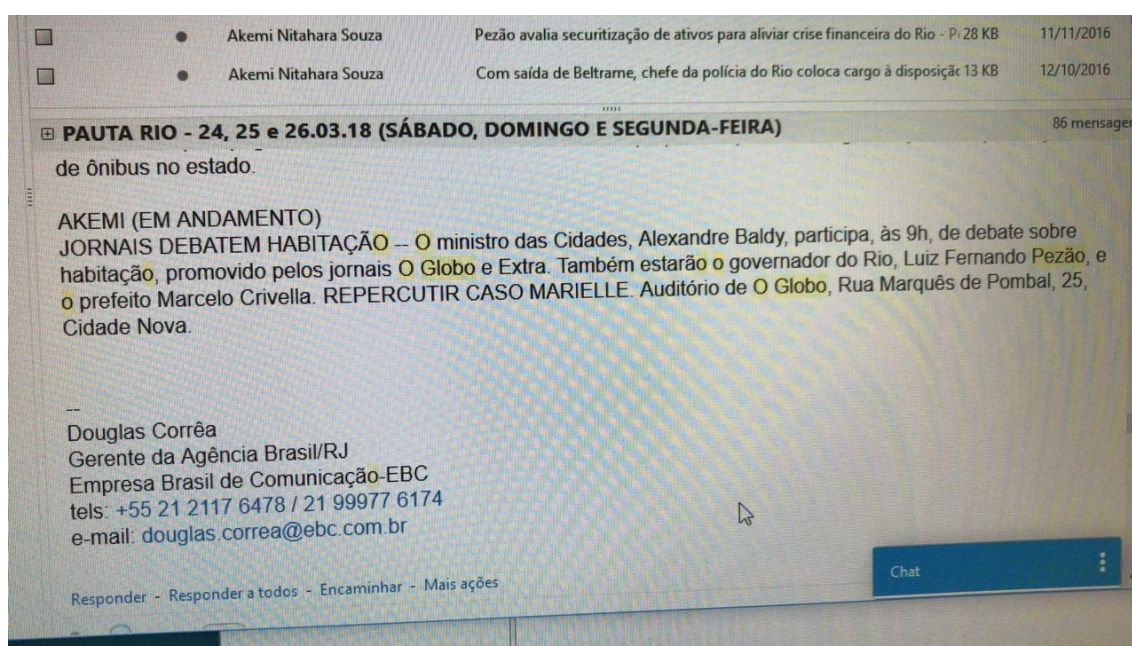 Akemi Nitahara Souza Pezão avalia securitização de ativos para aliviar crise financeira do Rio - 28 KB 11/11/2016
Akemi Nitahara Souza Com saída de Beltrame, chefe da polícia do Rio coloca cargo à disposiçãc 13 KB 12/10/2016
PAUTA RIO - 24, 25 e 26.03.18 (SÁBADO, DOMINGO E SEGUNDA-FEIRA) 86 mensager
de ônibus no estado.
AKEMI (EM ANDAMENTO)
JORNAIS DEBATEM HABITAÇÃO -- O ministro das Cidades, Alexandre Baldy, participa, às 9h, de debate sobre
habitação, promovido pelos jornais O Globo e Extra. Também estarão o governador do Rio, Luiz Fernando Pezão, e
o prefeito Marcelo Crivella. REPERCUTIR CASO MARIELLE. Auditório de O Globo, Rua Marquês de Pombal, 25,
Cidade Nova.
--
Douglas Corrêa
Gerente da Agência Brasil/RJ
Empresa Brasil de Comunicação-EBC
tels: +55 21 2117 6478 / 21 99977 6174
e-mail: douglas.correa@ebc.com.br
Responder - Responder a todos - Encaminhar - Mais ações
Chat